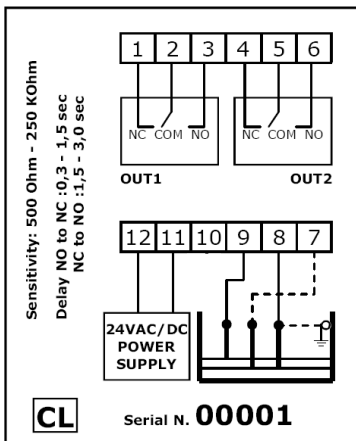 Sensitivity: 500 Ohm - 250 KOhm
Delay NO to NC :0,3 - 1,5 sec
NC to NO :1,5 - 3,0 sec
1 2 3 4 5 6
NC COM NO NC COM NO
OUT1 OUT2
12 11 10 9 8 7
24VAC/DC
POWER
SUPPLY
CL Serial N. 00001